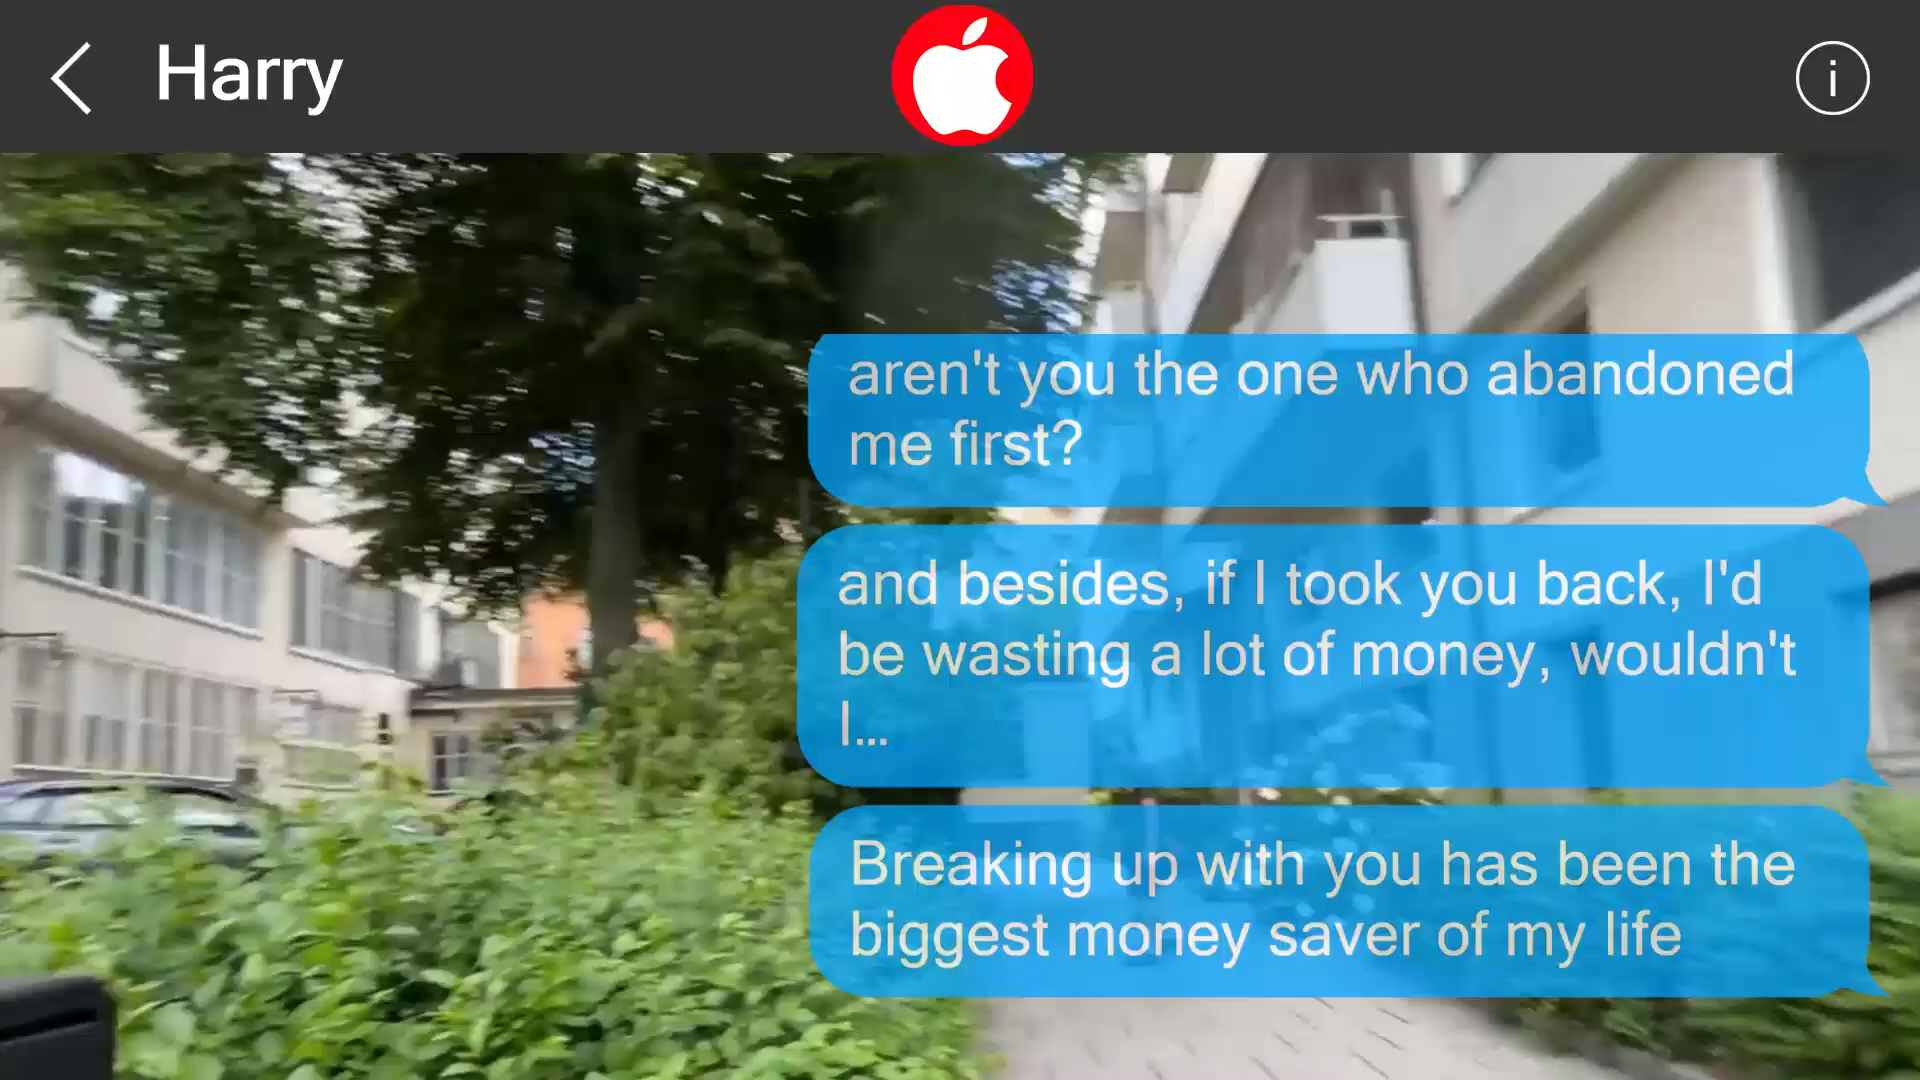 Harry
i
aren't you the one who abandoned
me first?
and besides, if I took you back, I'd
be wasting a lot of money, wouldn't
I...
Breaking up with you has been the
biggest money saver of my life